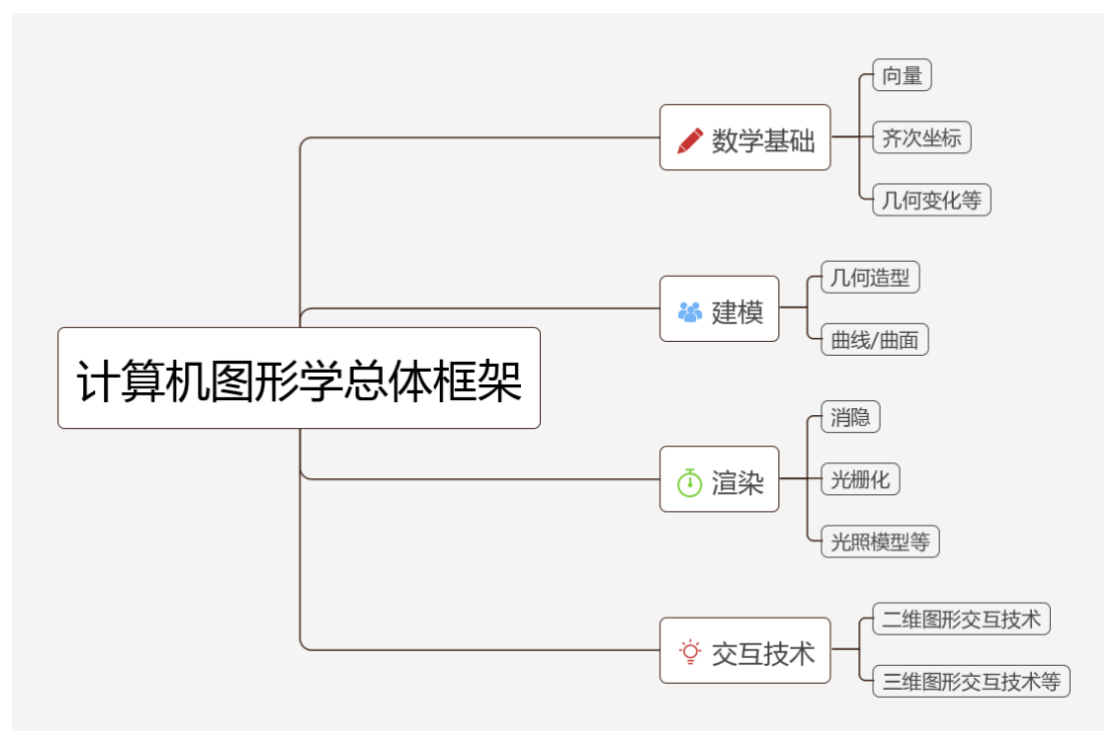 计算机图形学总体框架
数学基础
向量
齐次坐标
几何变化等
建模
几何造型
曲线/曲面
渲染
消隐
光栅化
光照模型等
交互技术
二维图形交互技术
三维图形交互技术等